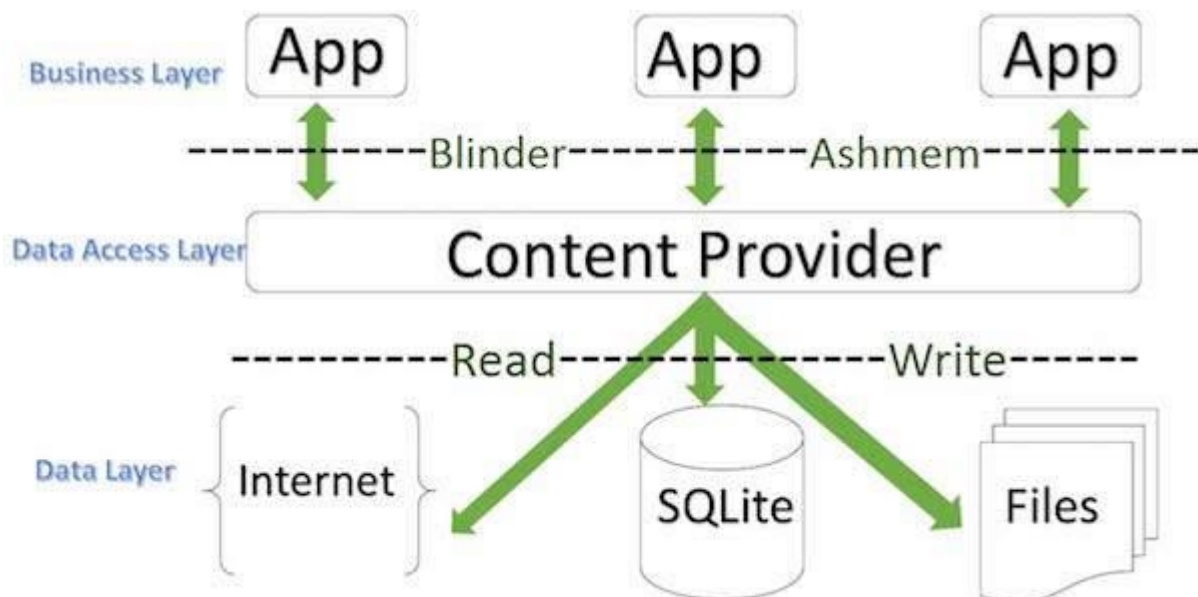 App App App
Business Layer
Blinder Ashmem
Data Access Layer
Content Provider
Read Write
Data Layer
Internet
SQLite
Files